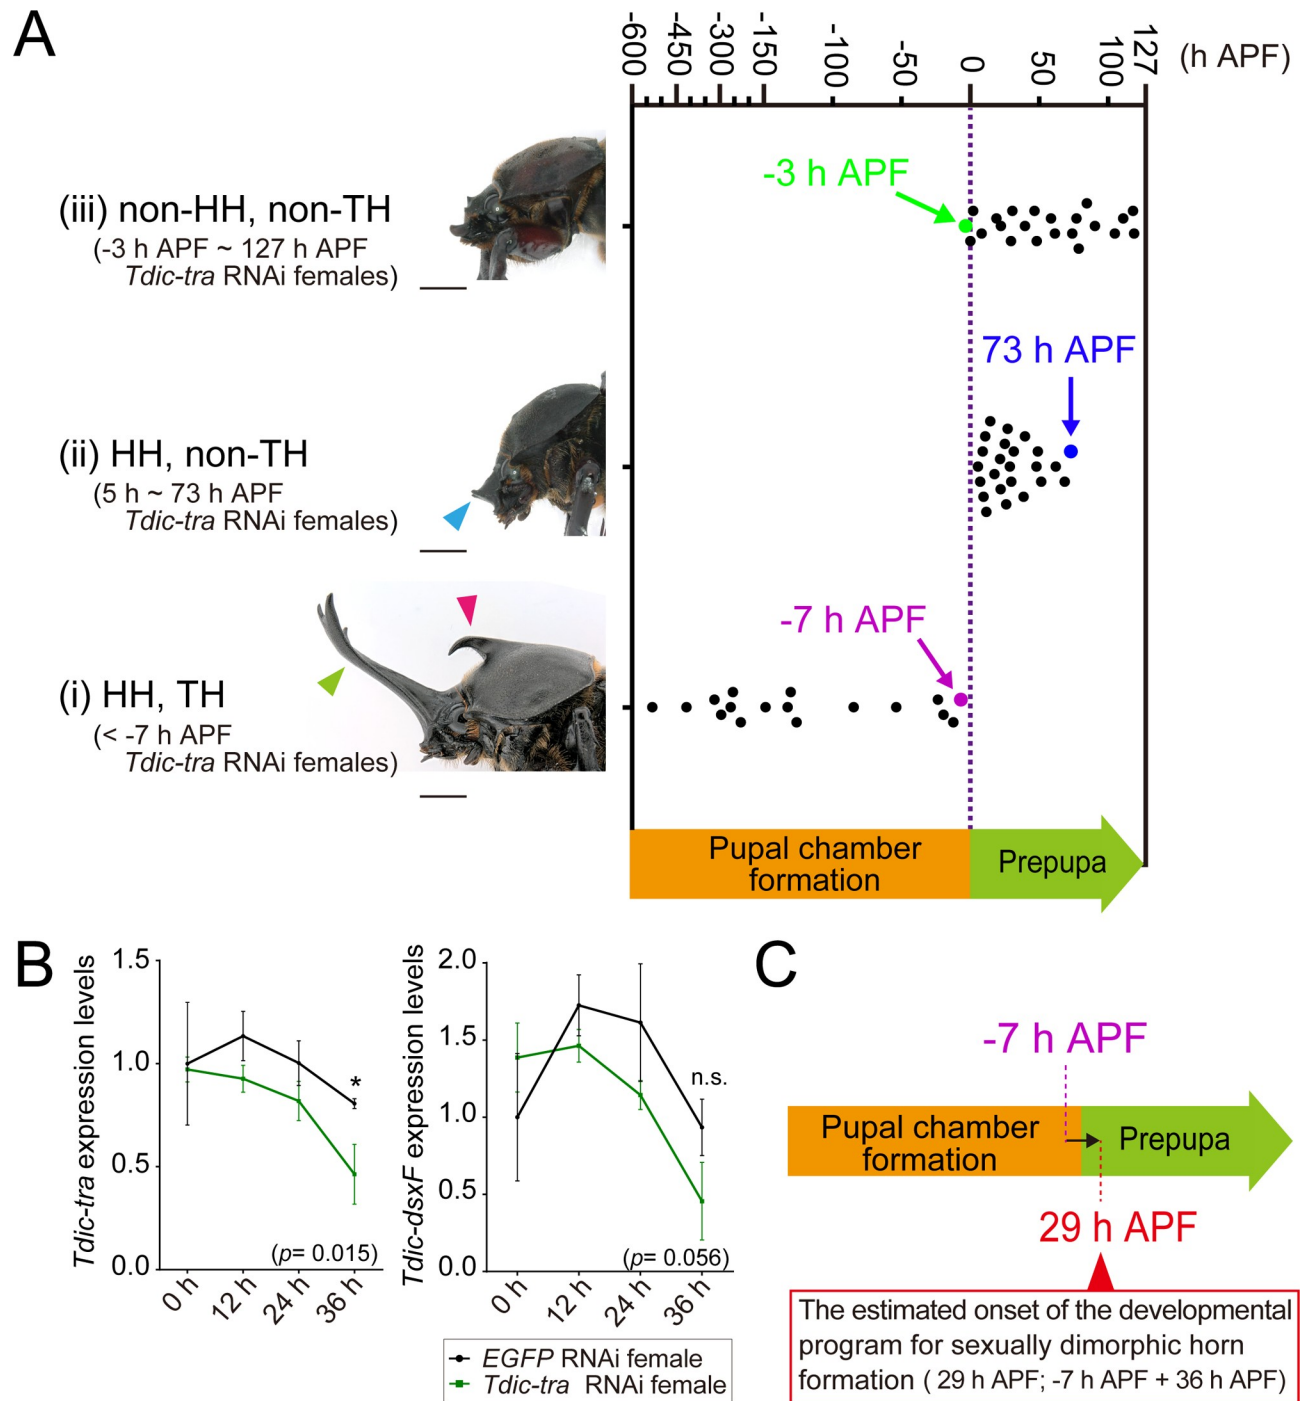 A
-600
-450
-300
-150
-100
-50
0
50
100
127
(h APF)
-3 h APF
(iii) non-HH, non-TH
(-3 h APF ~ 127 h APF
Tdic-tra RNAi females)
73 h APF
(ii) HH, non-TH
(5 h ~ 73 h APF
Tdic-tra RNAi females)
-7 h APF
(i) HH, TH
(< -7 h APF
Tdic-tra RNAi females)
Pupal chamber
formation
Prepupa
B
Tdic-tra expression levels
1.5
1.0
0.5
0.0
*
(p= 0.015)
0 h
12 h
24 h
36 h
Tdic-dsxF expression levels
2.0
1.5
1.0
0.5
0.0
n.s.
(p= 0.056)
0 h
12 h
24 h
36 h
EGFP RNAi female
Tdic-tra RNAi female
C
-7 h APF
Pupal chamber
formation
Prepupa
29 h APF
The estimated onset of the developmental
program for sexually dimorphic horn
formation ( 29 h APF; -7 h APF + 36 h APF)